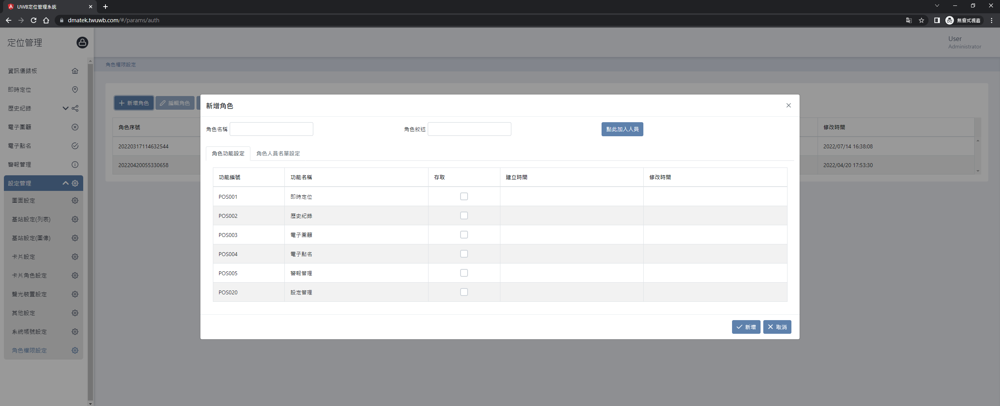 UWB定位管理系統
dmatek.twuwb.com/#/params/auth
無痕式視窗
定位管理
User
Administrator
資訊儀錶板
即時定位
歷史紀錄
電子圍籬
電子點名
警報管理
設定管理
圖面設定
基站設定(列表)
基站設定(圖像)
卡片設定
卡片角色設定
聲光裝置設定
其他設定
系統帳號設定
角色權限設定
角色權限設定
新增角色
編輯角色
角色序號
修改時間
20220317114632544
2022/07/14 16:38:08
20220420055330658
2022/04/20 17:53:30
新增角色
角色名稱
角色敘述
點此加入人員
角色功能設定
角色人員名單設定
功能編號 功能名稱 存取 建立時間 修改時間
POS001 即時定位
POS002 歷史紀錄
POS003 電子圍籬
POS004 電子點名
POS005 警報管理
POS020 設定管理
新增
取消